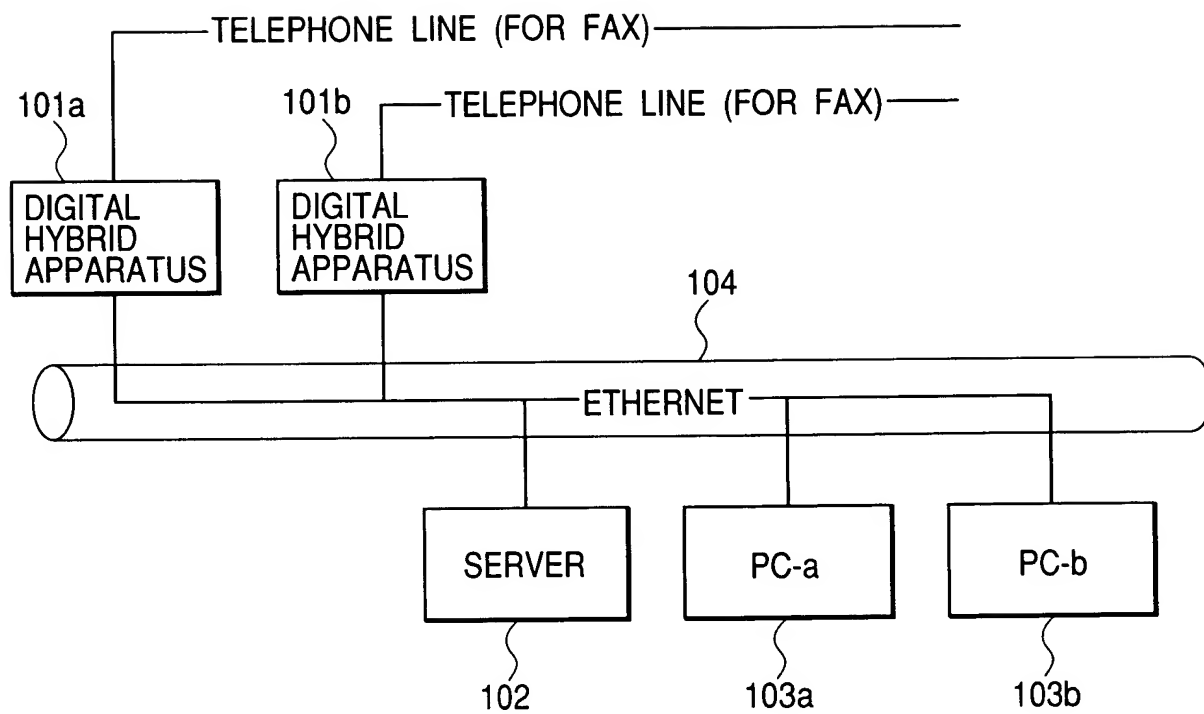 TELEPHONE LINE (FOR FAX)
101a
101b
TELEPHONE LINE (FOR FAX)
DIGITAL
HYBRID
APPARATUS
DIGITAL
HYBRID
APPARATUS
104
ETHERNET
SERVER
PC-a
PC-b
102
103a
103b